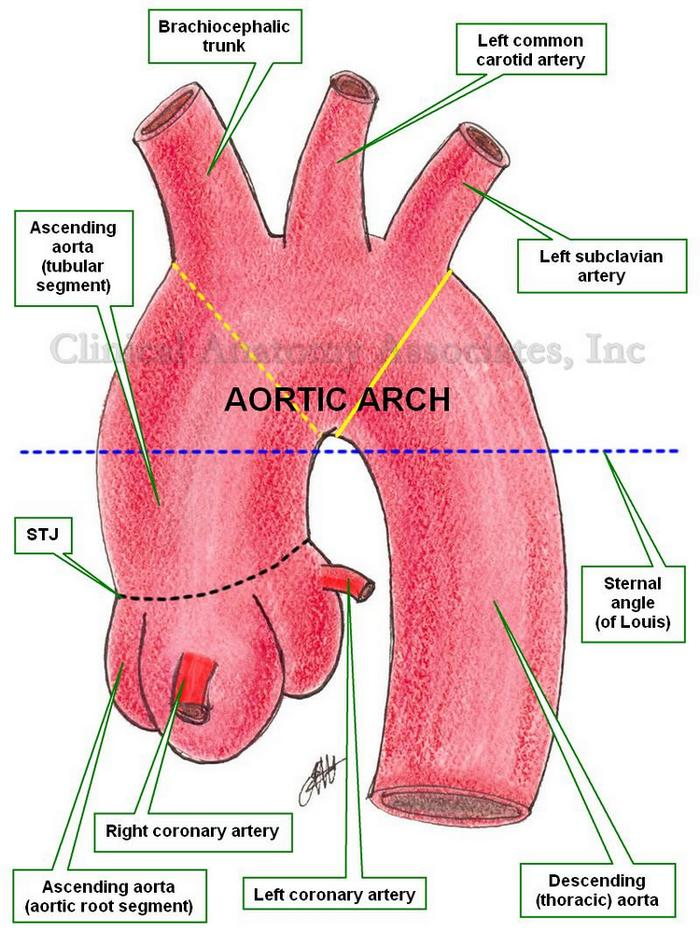 Brachiocephalic
trunk
Left common
carotid artery
Ascending
aorta
(tubular
segment)
Left subclavian
artery
Clinical Anatomy Associates, Inc
AORTIC ARCH
STJ
Sternal
angle
(of Louis)
Right coronary artery
Ascending aorta
(aortic root segment)
Left coronary artery
Descending
(thoracic) aorta